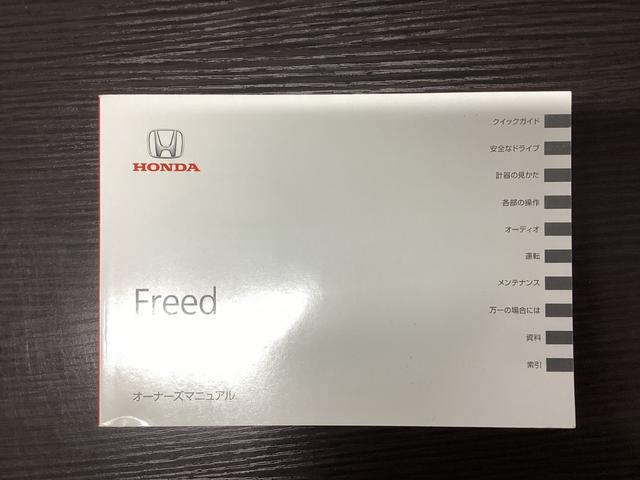 HONDA
Freed
オーナーズマニュアル
クイックガイド
安全なドライブ
計器の見かた
各部の操作
オーディオ
運転
メンテナンス
万一の場合には
資料
索引